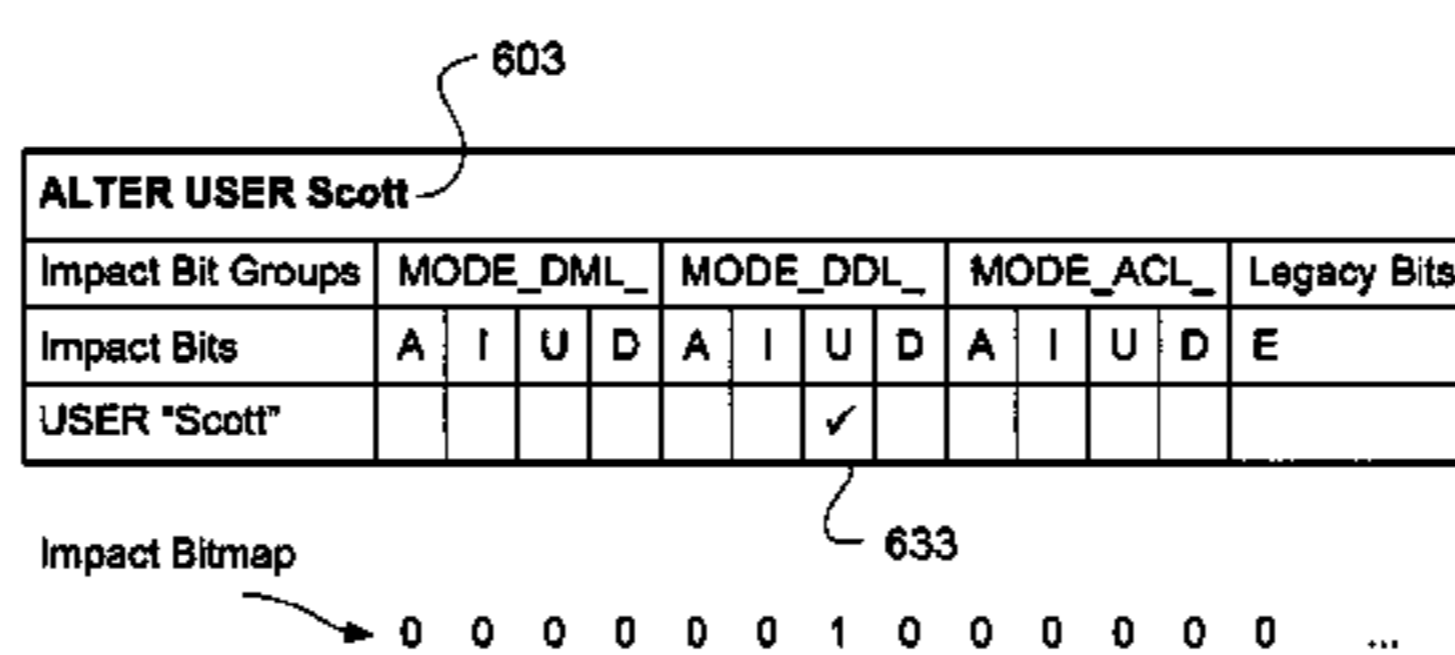 603
ALTER USER Scott
Impact Bit Groups MODE_DML_ MODE_DDL_ MODE_ACL_ Legacy Bits
Impact Bits A I U D A I U D A I U D E
USER "Scott" ✓
633
Impact Bitmap
0 0 0 0 0 0 1 0 0 0 0 0 0 ...